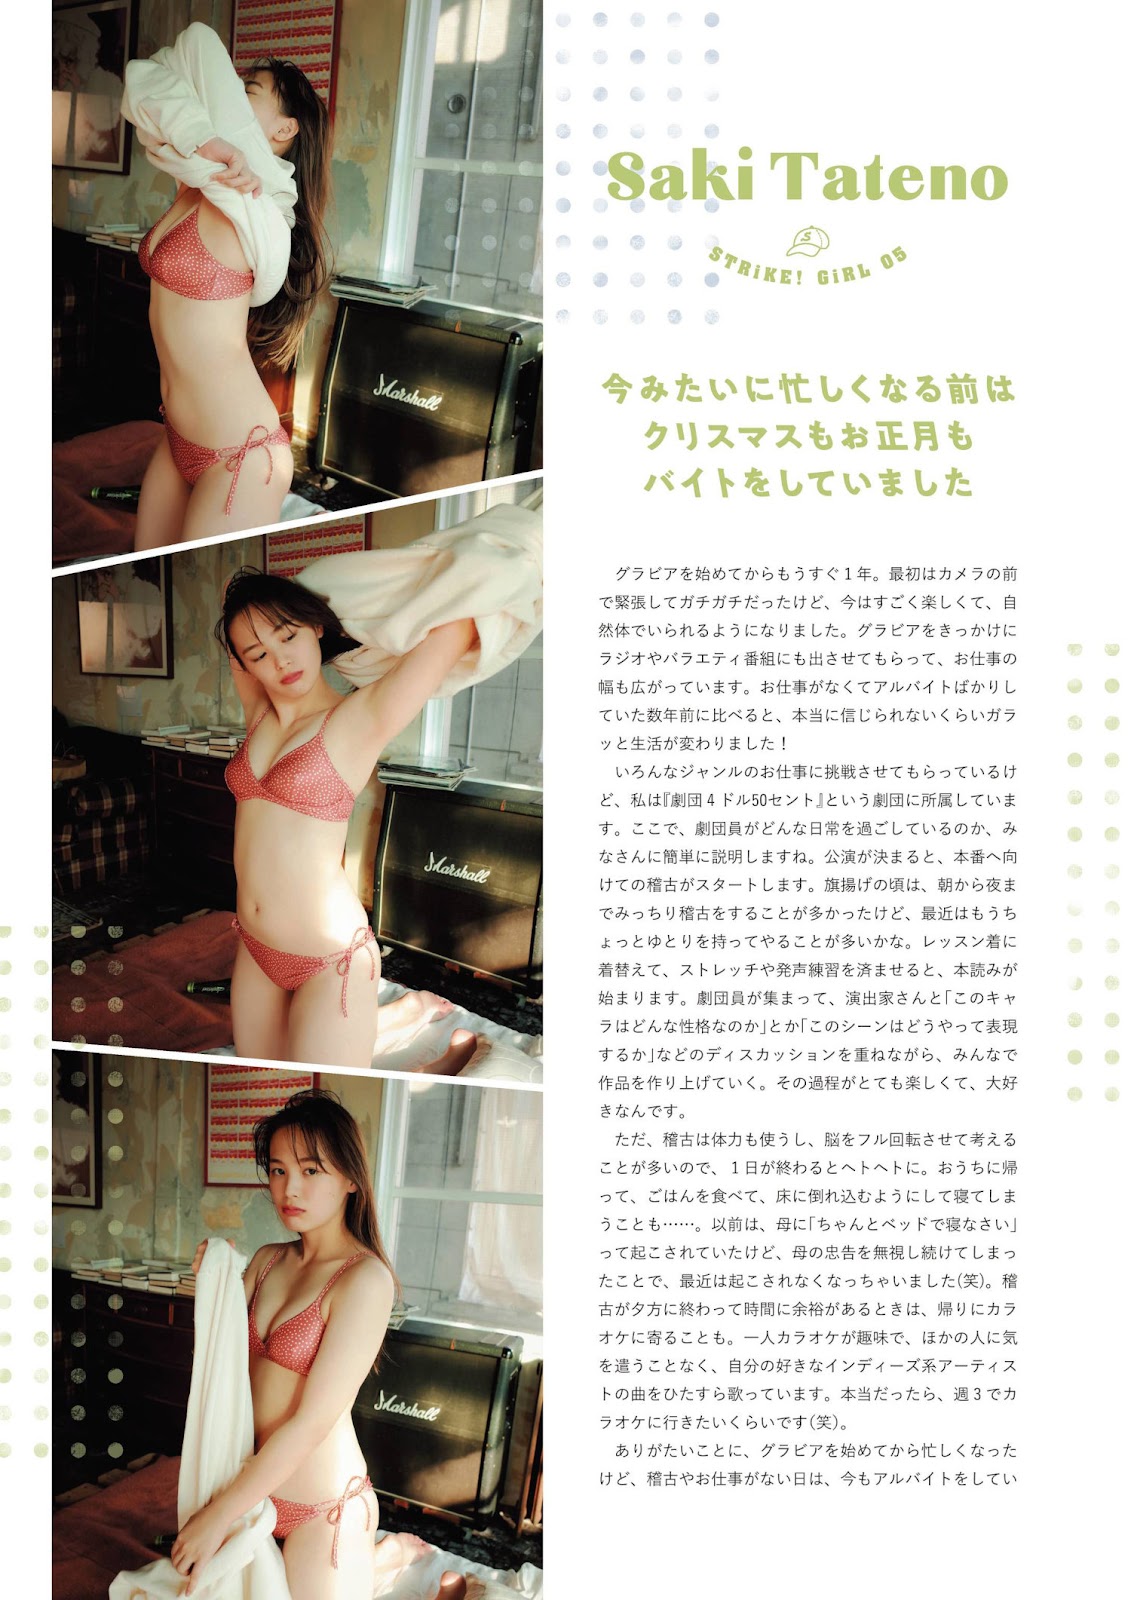 Saki Tateno
S
STRiKE! GiRL 05
今みたいに忙しくなる前は
クリスマスもお正月も
バイトをしていました
グラビアを始めてからもうすぐ1年。最初はカメラの前
で緊張してガチガチだったけど、今はすごく楽しくて、自
然体でいられるようになりました。グラビアをきっかけに
ラジオやバラエティ番組にも出させてもらって、お仕事の
幅も広がっています。お仕事がなくてアルバイトばかりし
ていた数年前に比べると、本当に信じられないくらいガラ
ッと生活が変わりました！
いろんなジャンルのお仕事に挑戦させてもらっているけ
ど、私は『劇団4ドル50セント』という劇団に所属していま
す。ここで、劇団員がどんな日常を過ごしているのか、み
なさんに簡単に説明しますね。公演が決まると、本番へ向
けての稽古がスタートします。旗揚げの頃は、朝から夜ま
でみっちり稽古をすることが多かったけど、最近はもうち
ょっとゆとりを持ってやることが多いかな。レッスン着に
着替えて、ストレッチや発声練習を済ませると、本読みが
始まります。劇団員が集まって、演出家さんと「このキャ
ラはどんな性格なのか」とか「このシーンはどうやって表現
するか」などのディスカッションを重ねながら、みんなで
作品を作り上げていく。その過程がとても楽しくて、大好
きなんです。
ただ、稽古は体力も使うし、脳をフル回転させて考える
ことが多いので、1日が終わるとヘトヘトに。おうちに帰
って、ごはんを食べて、床に倒れ込むようにして寝てしま
うことも……。以前は、母に「ちゃんとベッドで寝なさい」
って起こされていたけど、母の忠告を無視し続けてしまっ
たことで、最近は起こされなくなっちゃいました(笑)。稽
古が夕方に終わって時間に余裕があるときは、帰りにカラ
オケに寄ることも。一人カラオケが趣味で、ほかの人に気
を遣うことなく、自分の好きなインディーズ系アーティス
トの曲をひたすら歌っています。本当だったら、週3でカ
ラオケに行きたいくらいです(笑)。
ありがたいことに、グラビアを始めてから忙しくなった
けど、稽古やお仕事がない日は、今もアルバイトをしてい
Marshall
Marshall
Marshall